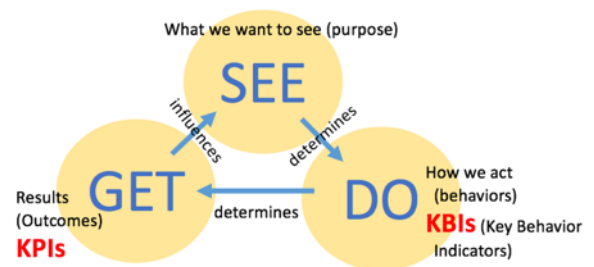 What we want to see (purpose)
SEE
influences
determines
GET
Results
(Outcomes)
KPIs
determines
DO
How we act
(behaviors)
KBIs (Key Behavior
Indicators)